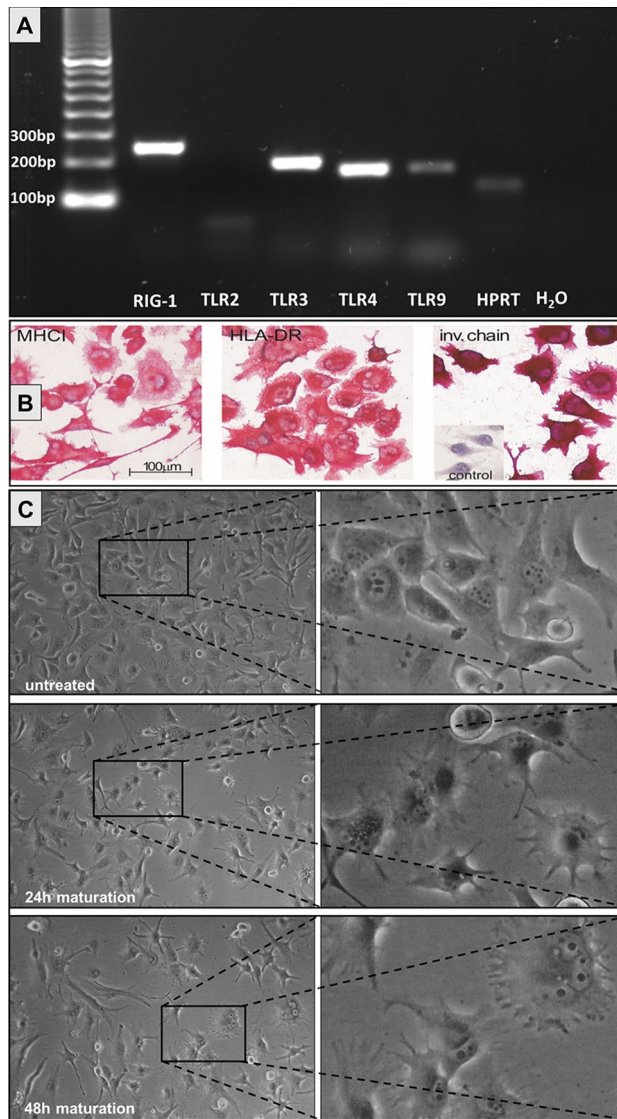 A
300bp
200bp
100bp
RIG-1 TLR2 TLR3 TLR4 TLR9 HPRT H₂O
B
MHCI HLA-DR inv. chain
100µm control
C
untreated
24h maturation
48h maturation